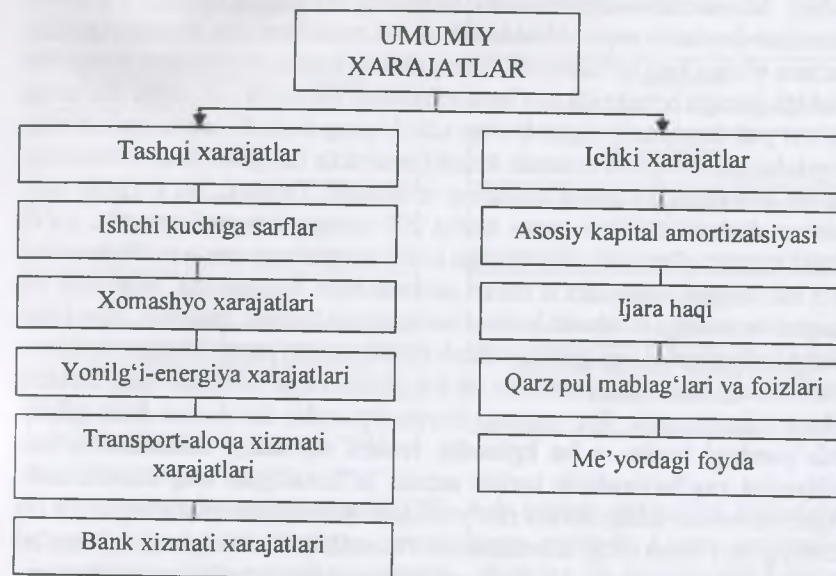 UMUMIY
XARAJATLAR
Tashqi xarajatlar
Ishchi kuchiga sarflar
Xomashyo xarajatlari
Yonilg‘i-energiya xarajatlari
Transport-aloqa xizmati
xarajatlari
Bank xizmati xarajatlari
Ichki xarajatlar
Asosiy kapital amortizatsiyasi
Ijara haqi
Qarz pul mablag‘lari va foizlari
Me’yordagi foyda